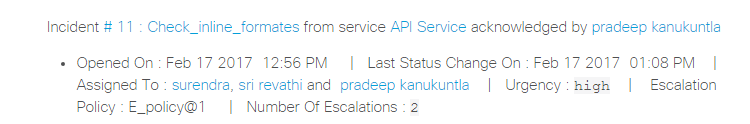 Incident # 11 : Check_inline_formates from service API Service acknowledged by pradeep kanukuntla
• Opened On : Feb 17 2017 12:56 PM | Last Status Change On : Feb 17 2017 01:08 PM |
Assigned To : surendra, sri revathi and pradeep kanukuntla | Urgency : high | Escalation
Policy : E_policy@1 | Number Of Escalations : 2